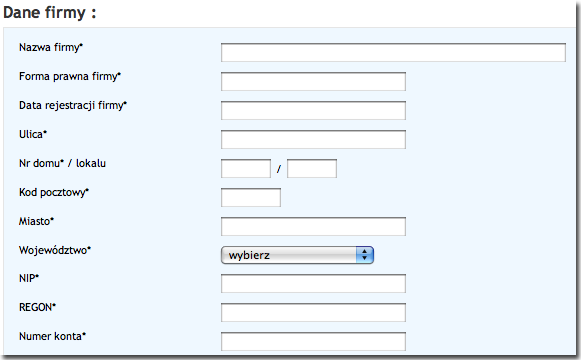 Dane firmy :
Nazwa firmy*
Forma prawna firmy*
Data rejestracji firmy*
Ulica*
Nr domu* / lokalu /
Kod pocztowy*
Miasto*
Województwo* wybierz
NIP*
REGON*
Numer konta*